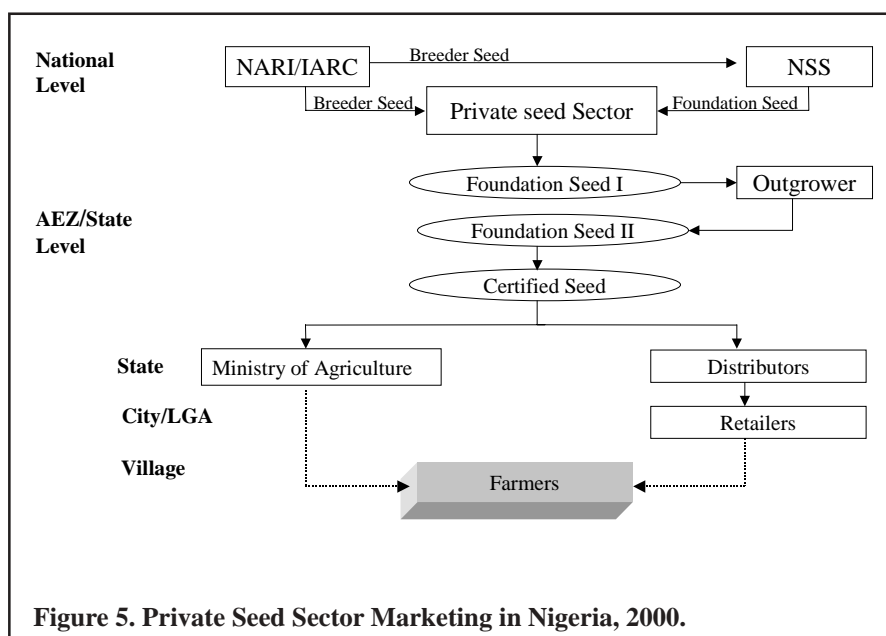 National
Level
NARI/IARC
Breeder Seed
NSS
Breeder Seed
Private seed Sector
Foundation Seed
Foundation Seed I
Outgrower
AEZ/State
Level
Foundation Seed II
Certified Seed
State
Ministry of Agriculture
Distributors
City/LGA
Retailers
Village
Farmers
Figure 5. Private Seed Sector Marketing in Nigeria, 2000.